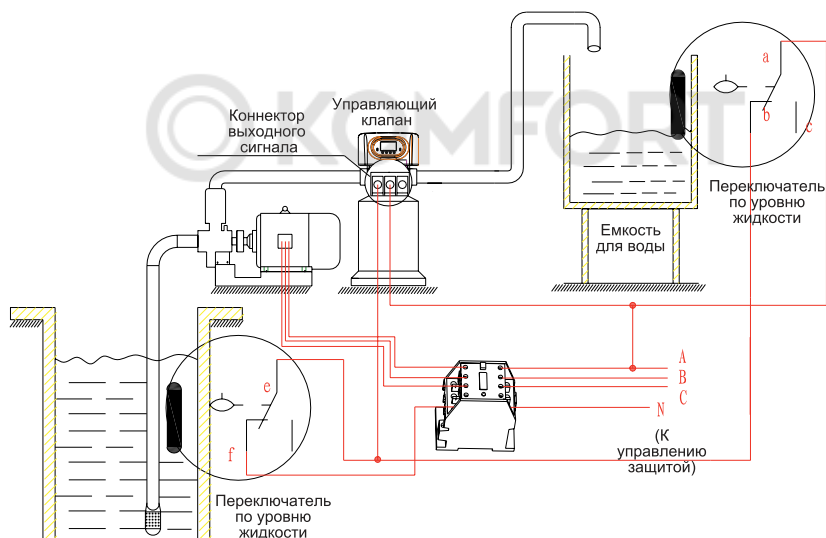 KOMFORT
Коннектор
выходного
сигнала
Управляющий
клапан
a
b
c
Переключатель
по уровню
жидкости
Емкость
для воды
A
B
C
N
(К
управлению
защитой)
e
f
Переключатель
по уровню
жидкости